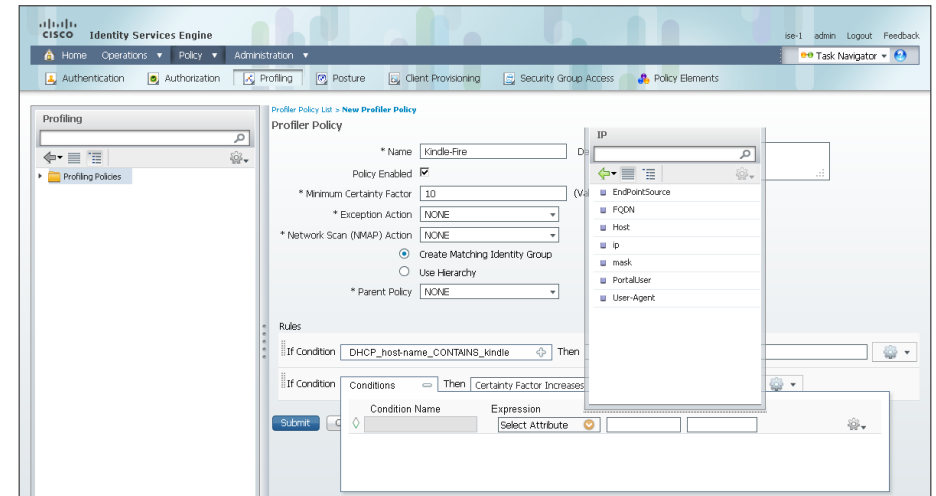 CISCO Identity Services Engine
ise-1 admin Logout Feedback
Home Operations Policy Administration
Task Navigator
Authentication Authorization Profiling Posture Client Provisioning Security Group Access Policy Elements
Profiling
Profiling Policies
Profiler Policy List > New Profiler Policy
Profiler Policy
* Name Kindle-Fire
Policy Enabled
* Minimum Certainty Factor 10
* Exception Action NONE
* Network Scan (NMAP) Action NONE
Create Matching Identity Group
Use Hierarchy
* Parent Policy NONE
Rules
If Condition DHCP_host-name_CONTAINS_kindle Then
If Condition Conditions Then Certainty Factor Increases
Submit
Condition Name Expression
Select Attribute
IP
EndPointSource
FQDN
Host
ip
mask
PortalUser
User-Agent